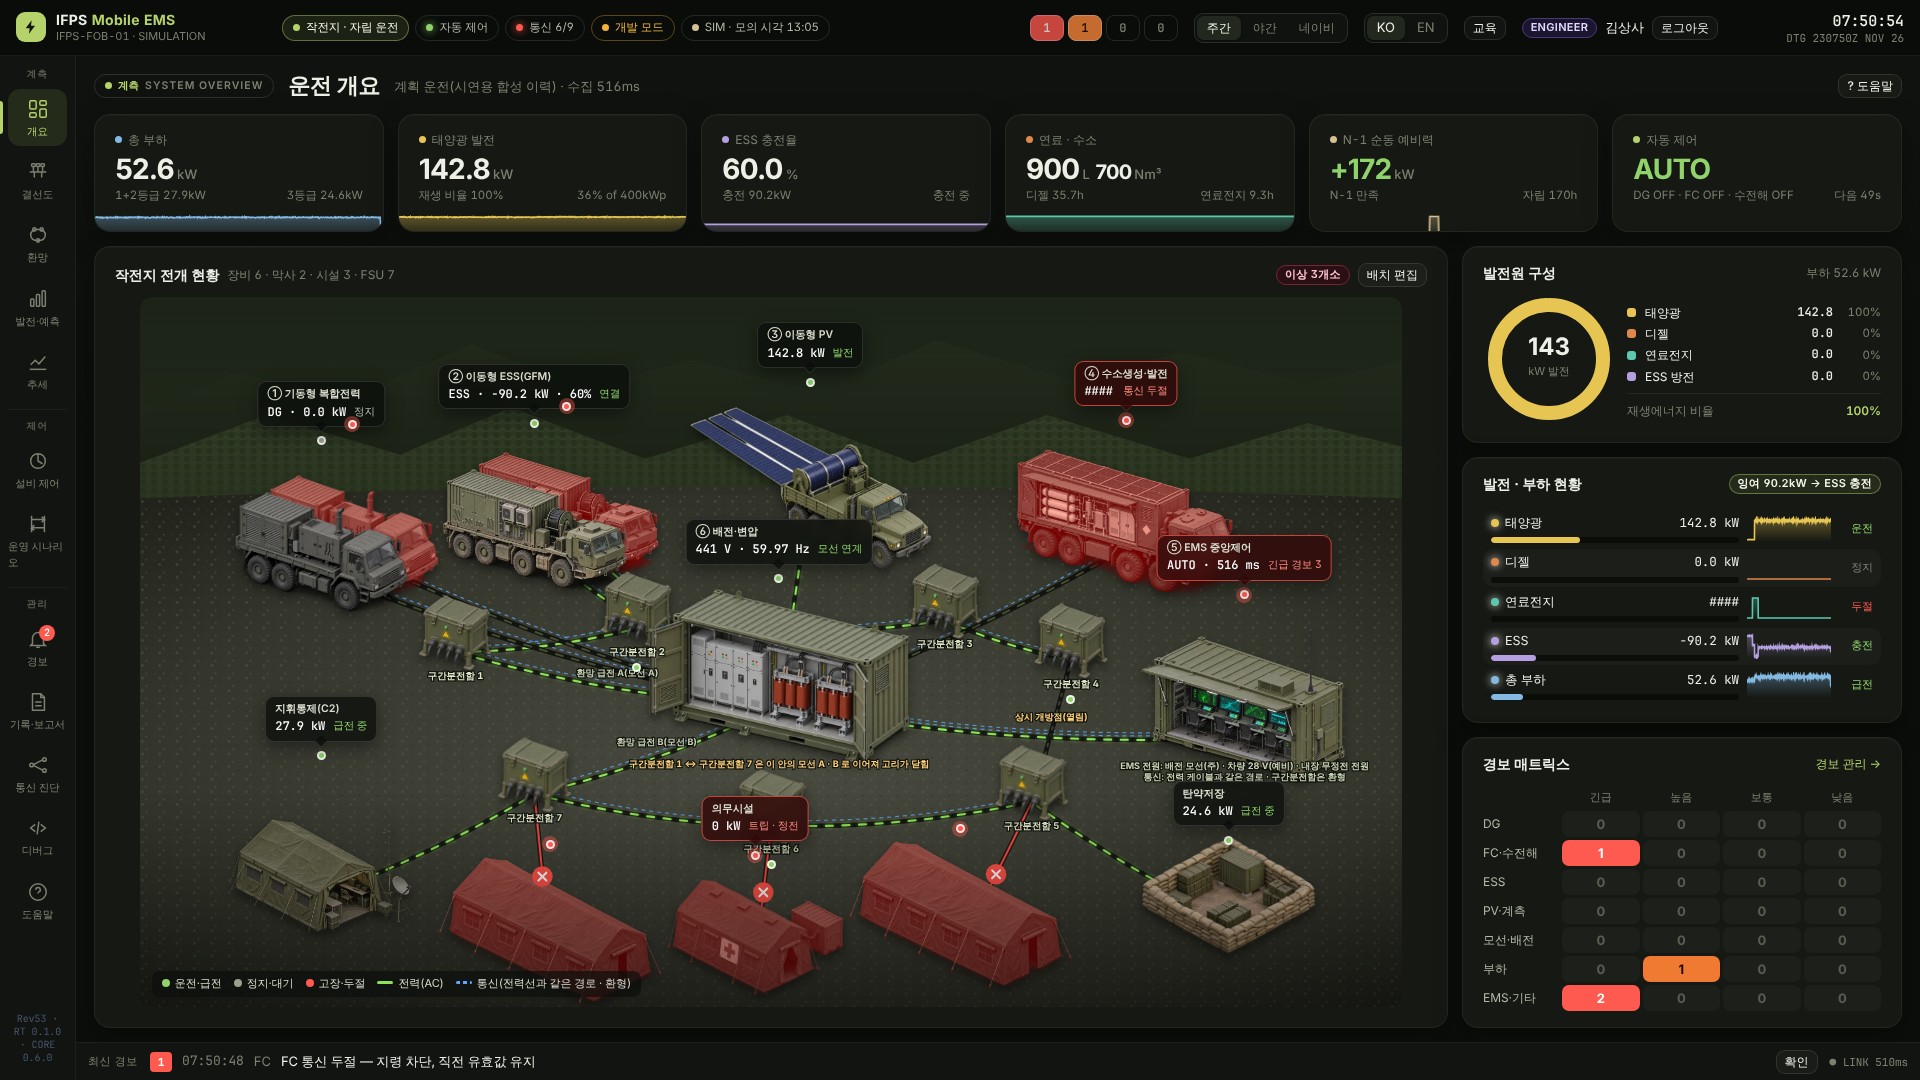 IFPS Mobile EMS
IFPS-FOB-01 · SIMULATION
작전지 · 자립 운전
자동 제어
통신 6/9
개발 모드
SIM · 모의 시각 13:05
1 1 0 0
주간 야간 네이비
KO EN
교육
ENGINEER 김상사 로그아웃
07:50:54
DTG 230750Z NOV 26
계측
개요
결선도
환망
발전·예측
추세
제어
설비 제어
운영 시나리오
관리
2
경보
기록·보고서
통신 진단
디버그
도움말
Rev53 ·
RT 0.1.0
· CORE
0.6.0
계측 SYSTEM OVERVIEW
운전 개요
계획 운전(시연용 합성 이력) · 수집 516ms
? 도움말
총 부하
52.6 kW
1+2등급 27.9kW 3등급 24.6kW
태양광 발전
142.8 kW
재생 비율 100% 36% of 400kWp
ESS 충전율
60.0 %
충전 90.2kW 충전 중
연료 · 수소
900 L 700 Nm³
디젤 35.7h 연료전지 9.3h
N-1 순동 예비력
+172 kW
N-1 만족 자립 170h
자동 제어
AUTO
DG OFF · FC OFF · 수전해 OFF 다음 49s
작전지 전개 현황 장비 6 · 막사 2 · 시설 3 · FSU 7
이상 3개소
배치 편집
③ 이동형 PV
142.8 kW 발전
② 이동형 ESS(GFM)
ESS · -90.2 kW · 60% 연결
① 기동형 복합전력
DG · 0.0 kW 정지
④ 수소생성·발전
#### 통신 두절
⑥ 배전·변압
441 V · 59.97 Hz 모선 연계
⑤ EMS 중앙제어
AUTO · 516 ms 긴급 경보 3
구간분전함 1
구간분전함 2
환망 급전 A(모선 A)
구간분전함 3
구간분전함 4
상시 개방점(열림)
지휘통제(C2)
27.9 kW 급전 중
환망 급전 B(모선 B)
구간분전함 1 ↔ 구간분전함 7 은 이 안의 모선 A · B 로 이어져 고리가 닫힘
EMS 전원: 배전 모선(주) · 차량 28 V(예비) · 내장 무정전 전원
통신: 전력 케이블과 같은 경로 · 구간분전함은 환형
탄약저장
24.6 kW 급전 중
의무시설
0 kW 트립 · 정전
구간분전함 7
구간분전함 6
구간분전함 5
운전·급전 정지·대기 고장·두절 전력(AC) 통신(전력선과 같은 경로 · 환형)
발전원 구성 부하 52.6 kW
143
kW 발전
태양광 142.8 100%
디젤 0.0 0%
연료전지 0.0 0%
ESS 방전 0.0 0%
재생에너지 비율 100%
발전 · 부하 현황 잉여 90.2kW → ESS 충전
태양광 142.8 kW 운전
디젤 0.0 kW 정지
연료전지 #### 두절
ESS -90.2 kW 충전
총 부하 52.6 kW 급전
경보 매트릭스 경보 관리 →
긴급 높음 보통 낮음
DG 0 0 0 0
FC·수전해 1 0 0 0
ESS 0 0 0 0
PV·계측 0 0 0 0
모선·배전 0 0 0 0
부하 0 1 0 0
EMS·기타 2 0 0 0
최신 경보 1 07:50:48 FC FC 통신 두절 — 지령 차단, 직전 유효값 유지
확인
LINK 510ms